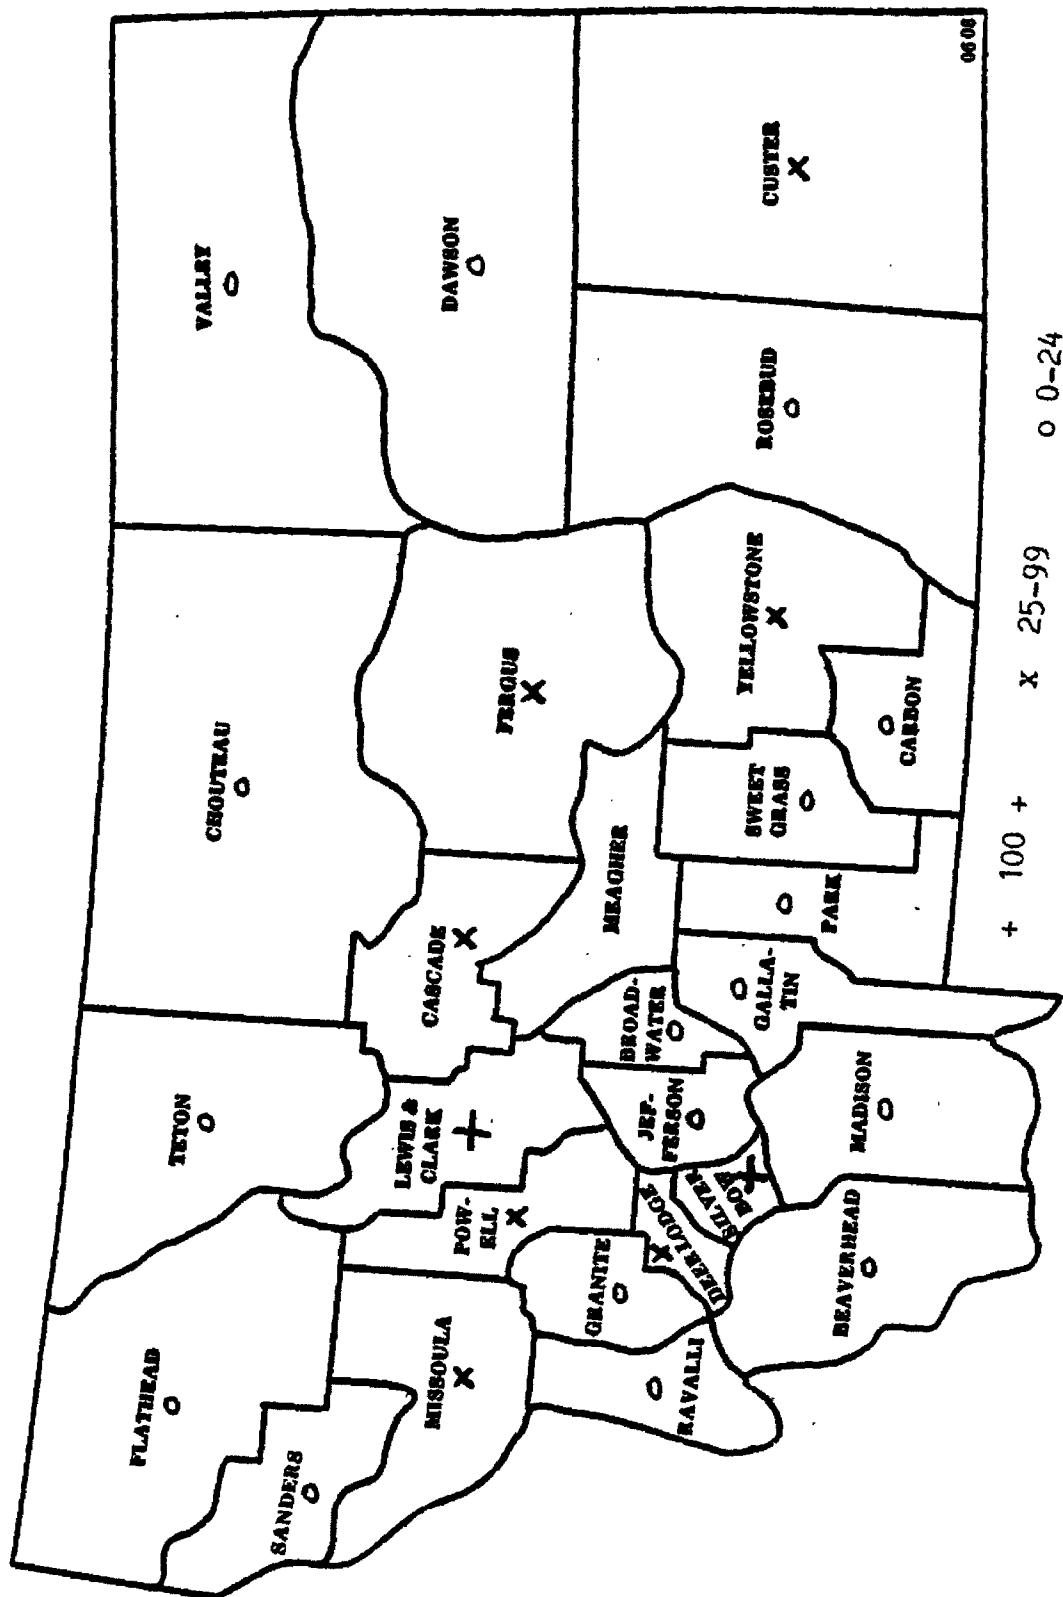 FLATHEAD
O
SANDERS
O
TETON
O
CHOUTEAU
O
VALLEY
O
DAWSON
O
MISSOULA
X
POW-
ELL
X
LEWIS &
CLARK
+
CASCADE
X
FERGUS
X
MEAGHER
GRANITE
O
RAVALLI
O
DEER LODGE
X
SILVER
BOW
+
JEF-
FERSON
O
BROAD-
WATER
O
GALLA-
TIN
O
PARK
O
SWEET
GRASS
O
YELLOWSTONE
X
CARBON
O
ROSEBUD
O
CUSTER
X
BEAVERHEAD
O
MADISON
O
06 08
+ 100 + x 25-99 o 0-24